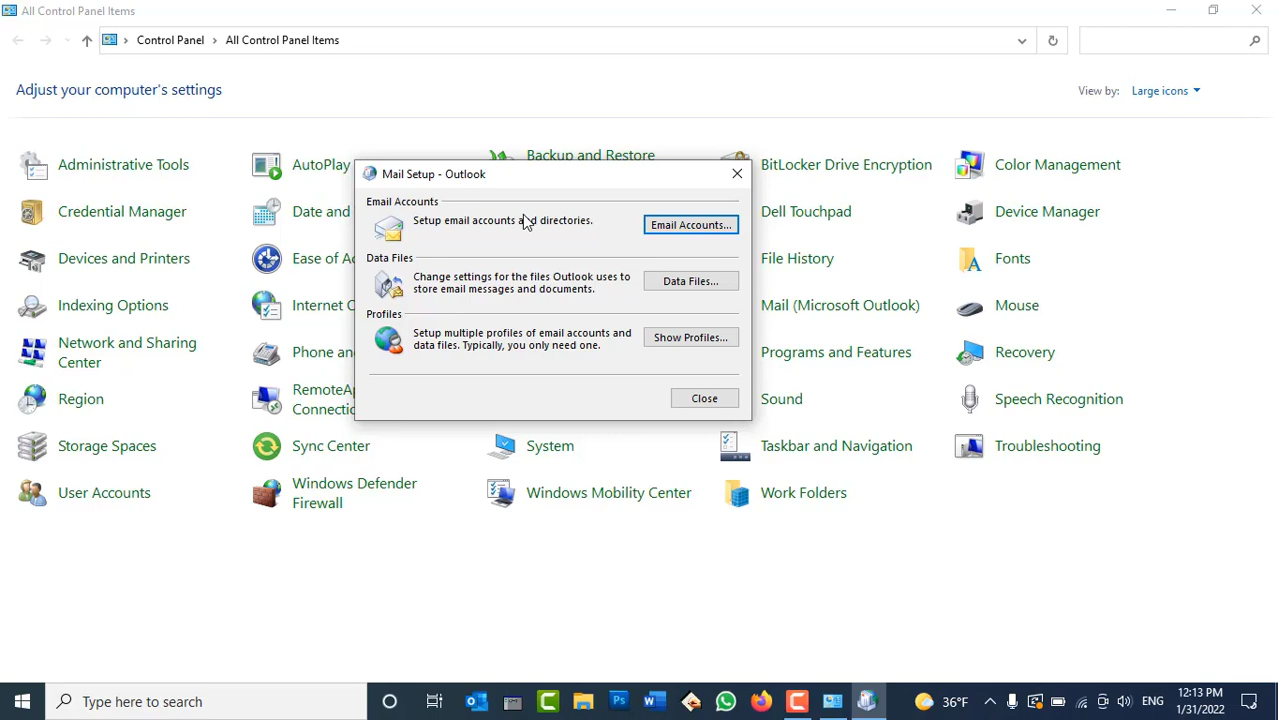 All Control Panel Items
Control Panel
All Control Panel Items
Adjust your computer's settings
View by:
Large icons
Administrative Tools
AutoPlay
Backup and Restore
BitLocker Drive Encryption
Color Management
Credential Manager
Date and
Dell Touchpad
Device Manager
Devices and Printers
Ease of Ac
File History
Fonts
Indexing Options
Internet O
Mail (Microsoft Outlook)
Mouse
Network and Sharing
Center
Phone an
Programs and Features
Recovery
Region
RemoteAp
Connectio
Sound
Speech Recognition
Storage Spaces
Sync Center
System
Taskbar and Navigation
Troubleshooting
User Accounts
Windows Defender
Firewall
Windows Mobility Center
Work Folders
Mail Setup - Outlook
Email Accounts
Setup email accounts and directories.
Email Accounts...
Data Files
Change settings for the files Outlook uses to
store email messages and documents.
Data Files...
Profiles
Setup multiple profiles of email accounts and
data files. Typically, you only need one.
Show Profiles...
Close
Type here to search
Ps
36°F
ENG
12:13 PM
1/31/2022